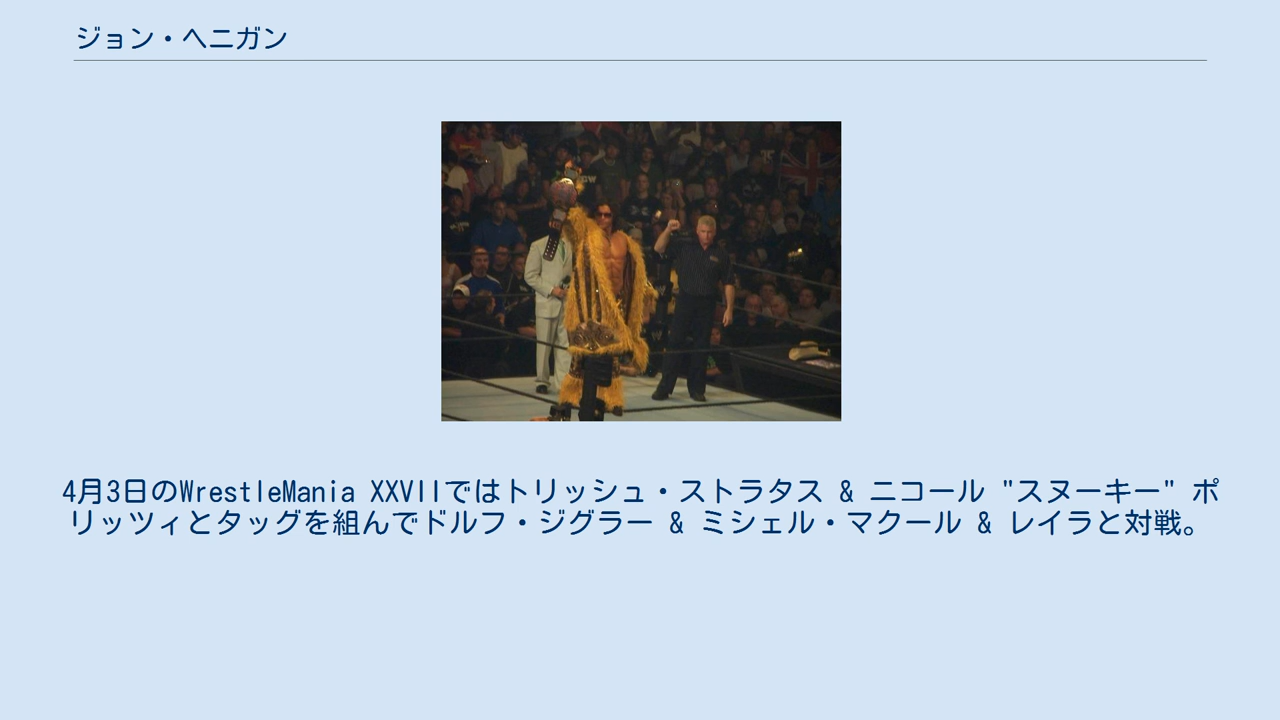 ジョン・ヘニガン
4月3日のWrestleMania XXVIIではトリッシュ・ストラタス & ニコール "スヌーキー" ポ
リッツィとタッグを組んでドルフ・ジグラー & ミシェル・マクール & レイラと対戦。